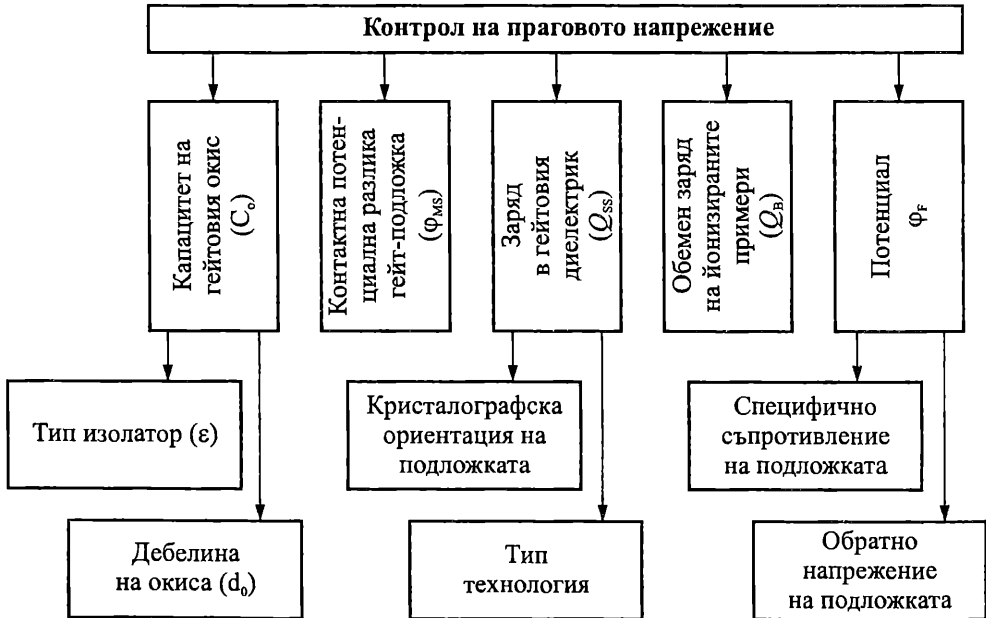 Контрол на праговото напрежение
Капацитет на
гейтовия окис
(C₀)
Контактна потен-
циална разлика
гейт-подложка
(φMS)
Заряд
в гейтовия
диелектрик
(QSS)
Обемен заряд
на йонизираните
примери
(QB)
Потенциал
φF
Тип изолатор (ε)
Кристалографска
ориентация на
подложката
Специфично
съпротивление
на подложката
Дебелина
на окиса (d₀)
Тип
технология
Обратно
напрежение
на подложката